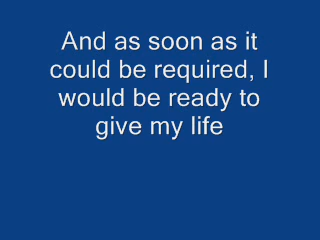 And as soon as it
could be required, I
would be ready to
give my life